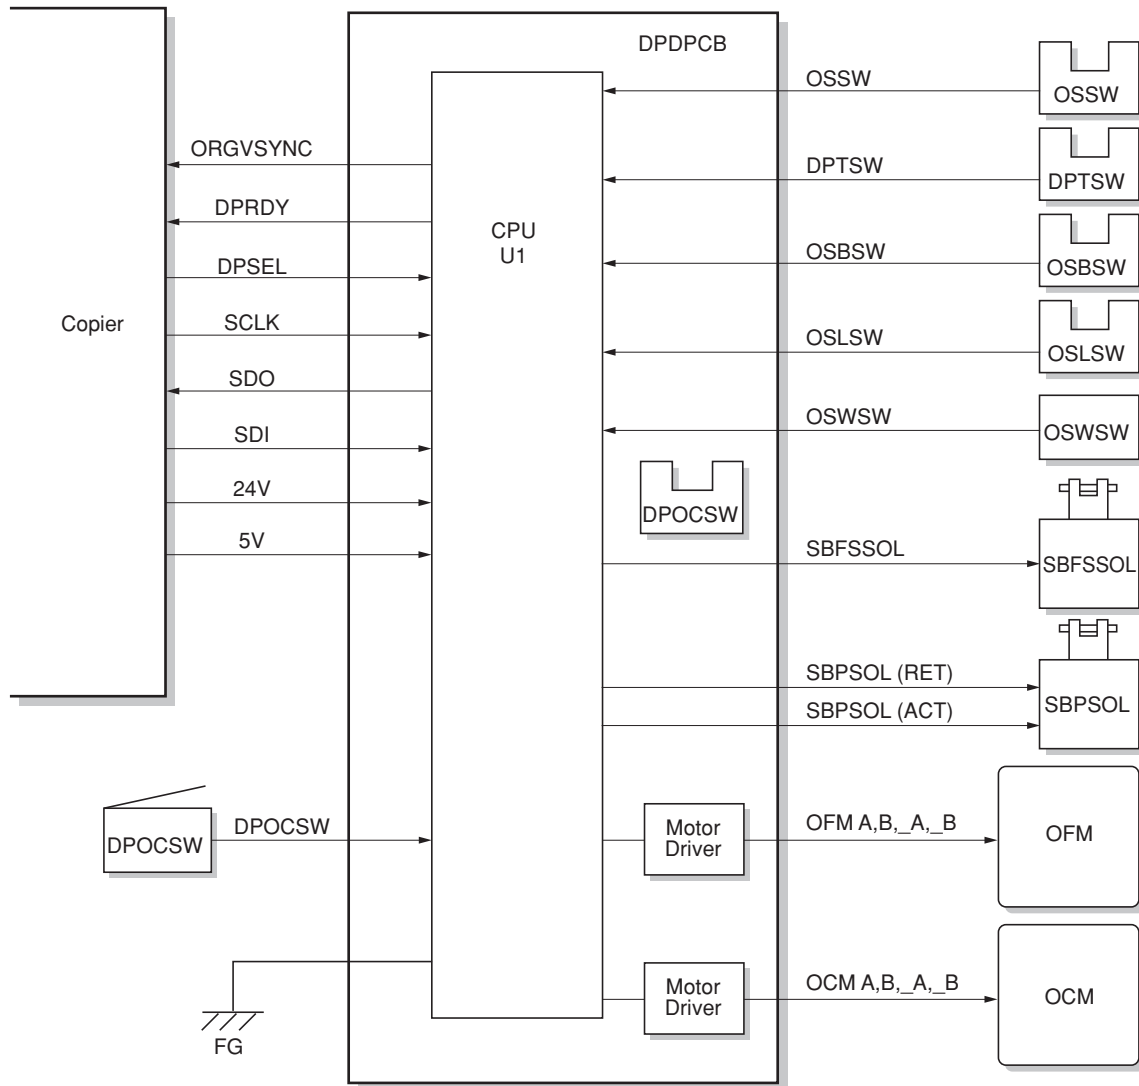 DPDPCB
OSSW
OSSW
ORGVSYNC
DPTSW
DPTSW
DPRDY
CPU
U1
OSBSW
OSBSW
DPSEL
Copier
SCLK
OSLSW
OSLSW
SDO
OSWSW
OSWSW
SDI
24V
DPOCSW
5V
SBFSSOL
SBFSSOL
SBPSOL (RET)
SBPSOL
SBPSOL (ACT)
DPOCSW
DPOCSW
Motor
Driver
OFM A,B,_A,_B
OFM
Motor
Driver
OCM A,B,_A,_B
OCM
FG